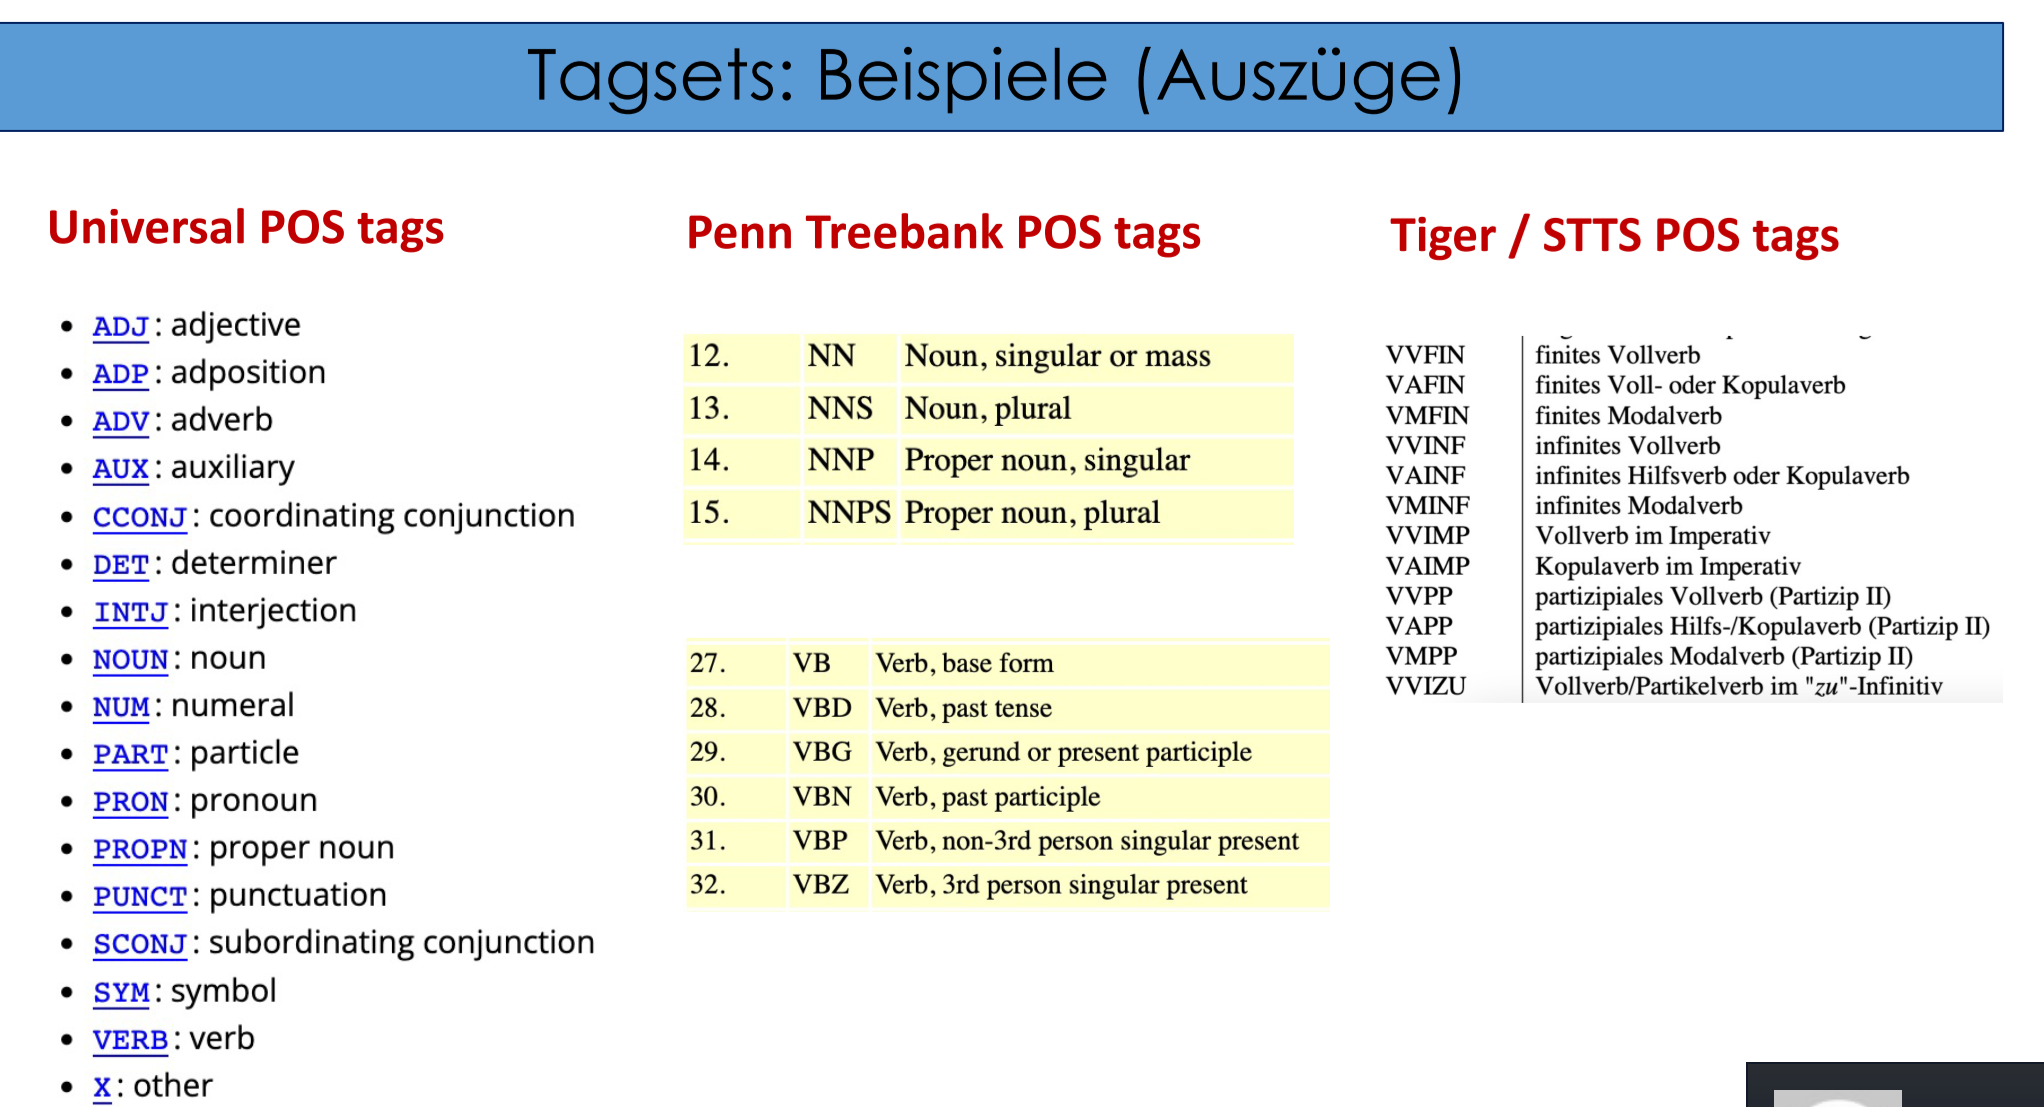 Tagsets: Beispiele (Auszüge)
Universal POS tags
• ADJ: adjective
• ADP: adposition
• ADV: adverb
• AUX: auxiliary
• CCONJ: coordinating conjunction
• DET: determiner
• INTJ: interjection
• NOUN: noun
• NUM: numeral
• PART: particle
• PRON: pronoun
• PROPN: proper noun
• PUNCT: punctuation
• SCONJ: subordinating conjunction
• SYM: symbol
• VERB: verb
• X: other
Penn Treebank POS tags
12. NN Noun, singular or mass
13. NNS Noun, plural
14. NNP Proper noun, singular
15. NNPS Proper noun, plural
27. VB Verb, base form
28. VBD Verb, past tense
29. VBG Verb, gerund or present participle
30. VBN Verb, past participle
31. VBP Verb, non-3rd person singular present
32. VBZ Verb, 3rd person singular present
Tiger / STTS POS tags
VVFIN finites Vollverb
VAFIN finites Voll- oder Kopulaverb
VMFIN finites Modalverb
VVINF infinites Vollverb
VAINF infinites Hilfsverb oder Kopulaverb
VMINF infinites Modalverb
VVIMP Vollverb im Imperativ
VAIMP Kopulaverb im Imperativ
VVPP partizipiales Vollverb (Partizip II)
VAPP partizipiales Hilfs-/Kopulaverb (Partizip II)
VMPP partizipiales Modalverb (Partizip II)
VVIZU Vollverb/Partikelverb im "zu"-Infinitiv